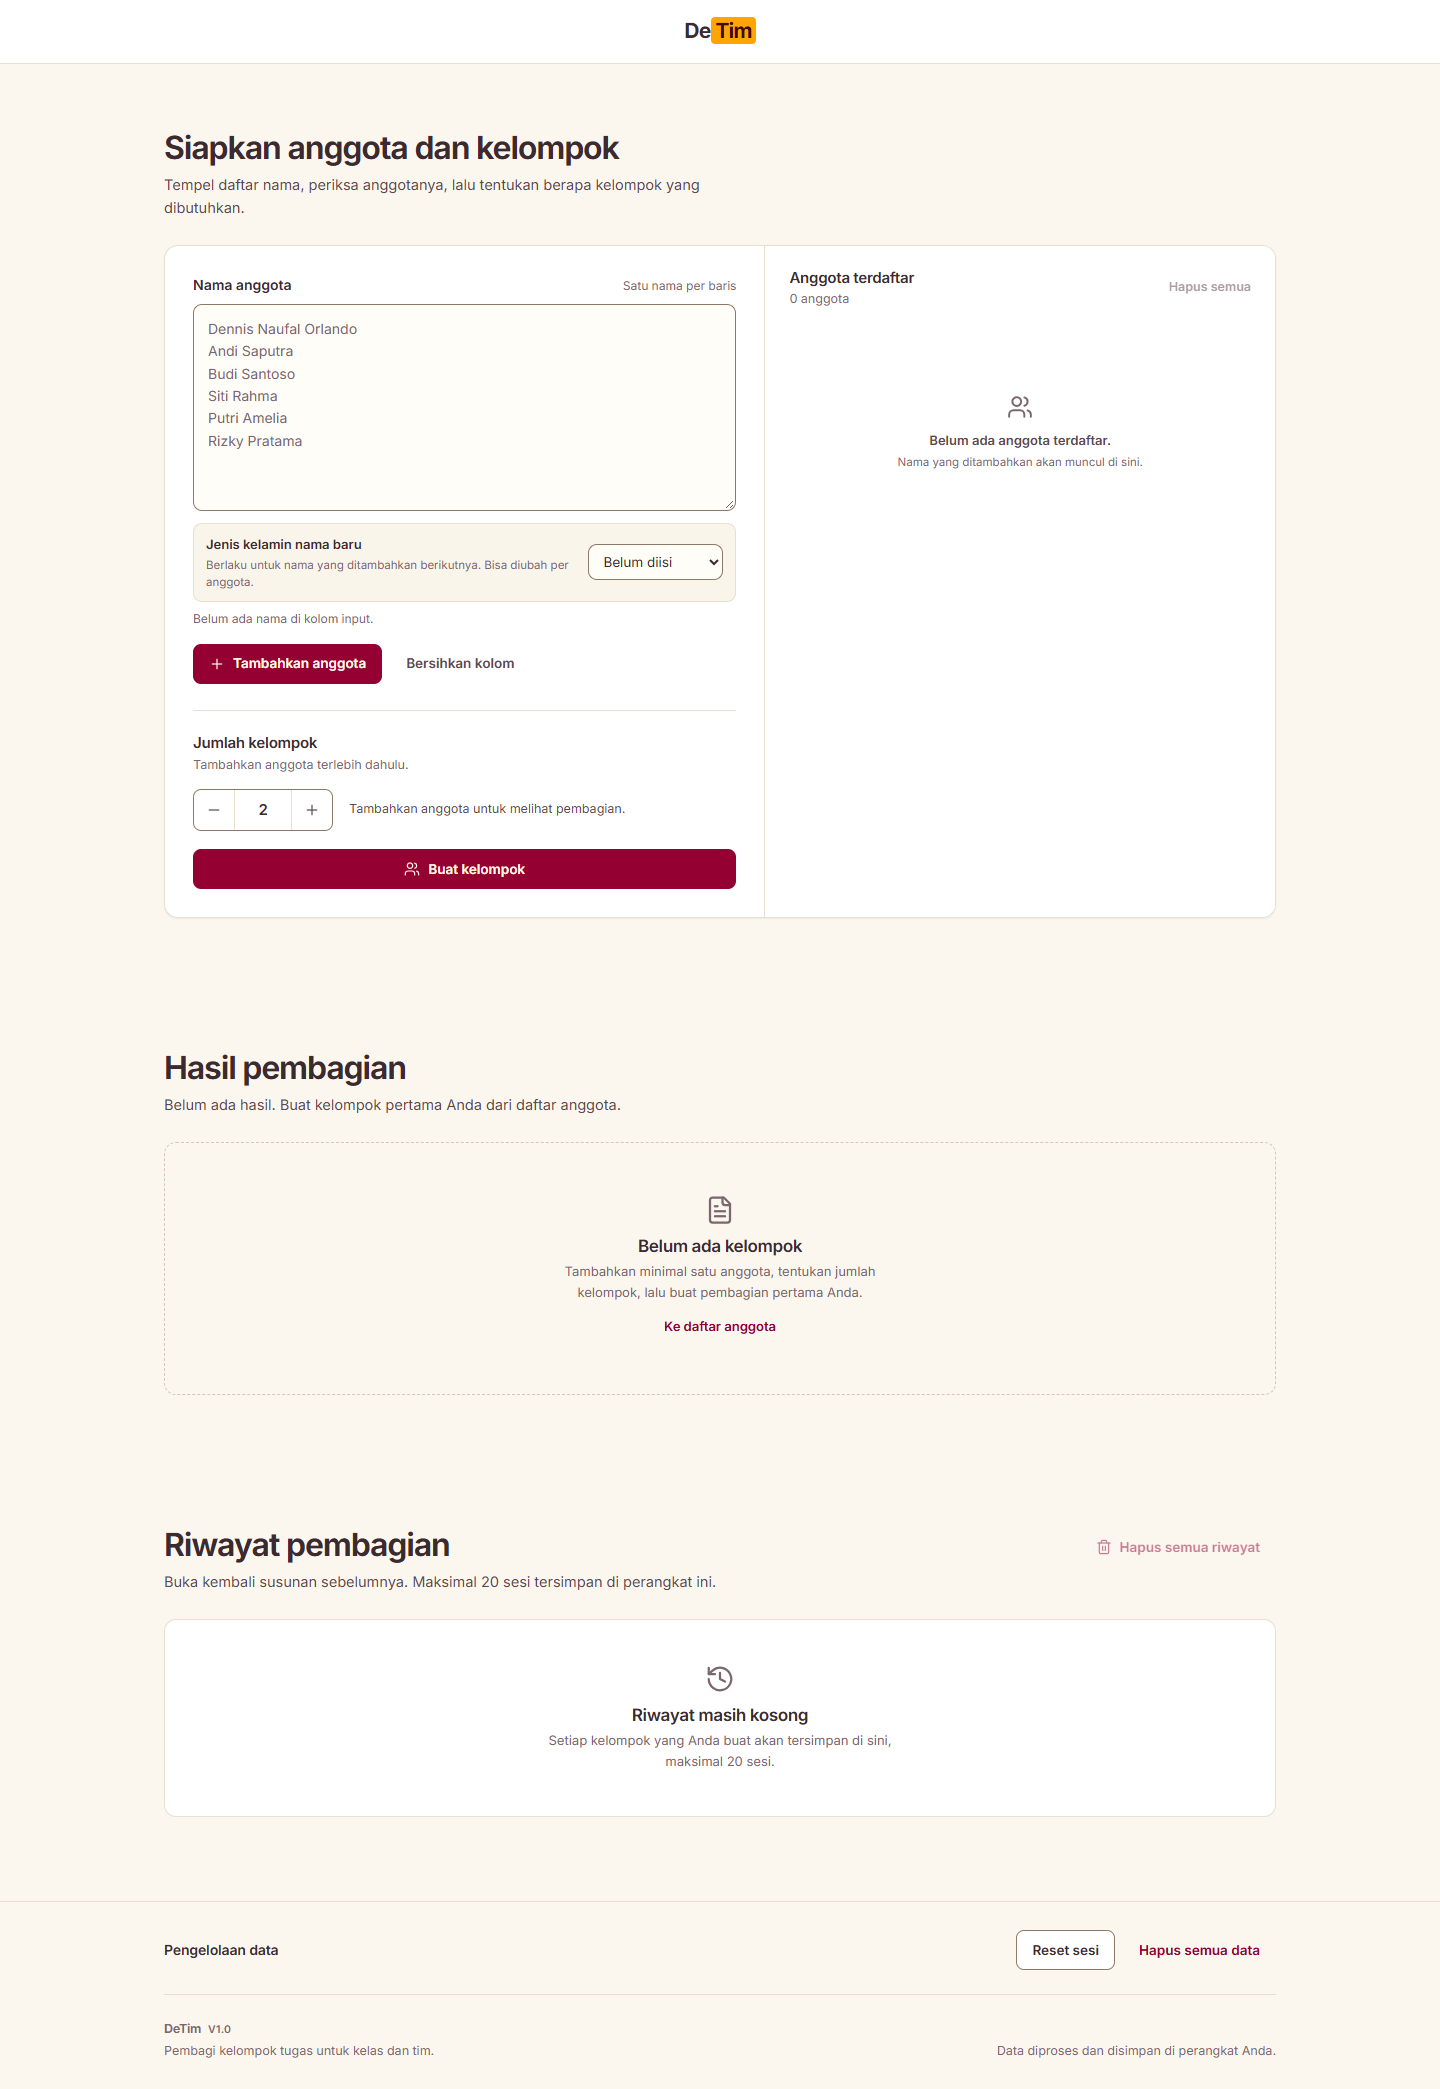 DeTim
Siapkan anggota dan kelompok
Tempel daftar nama, periksa anggotanya, lalu tentukan berapa kelompok yang
dibutuhkan.
Nama anggota
Satu nama per baris
Dennis Naufal Orlando
Andi Saputra
Budi Santoso
Siti Rahma
Putri Amelia
Rizky Pratama
Jenis kelamin nama baru
Berlaku untuk nama yang ditambahkan berikutnya. Bisa diubah per
anggota.
Belum diisi
Belum ada nama di kolom input.
Tambahkan anggota
Bersihkan kolom
Jumlah kelompok
Tambahkan anggota terlebih dahulu.
2
Tambahkan anggota untuk melihat pembagian.
Buat kelompok
Anggota terdaftar
0 anggota
Hapus semua
Belum ada anggota terdaftar.
Nama yang ditambahkan akan muncul di sini.
Hasil pembagian
Belum ada hasil. Buat kelompok pertama Anda dari daftar anggota.
Belum ada kelompok
Tambahkan minimal satu anggota, tentukan jumlah
kelompok, lalu buat pembagian pertama Anda.
Ke daftar anggota
Riwayat pembagian
Hapus semua riwayat
Buka kembali susunan sebelumnya. Maksimal 20 sesi tersimpan di perangkat ini.
Riwayat masih kosong
Setiap kelompok yang Anda buat akan tersimpan di sini,
maksimal 20 sesi.
Pengelolaan data
Reset sesi
Hapus semua data
DeTim V1.0
Pembagi kelompok tugas untuk kelas dan tim.
Data diproses dan disimpan di perangkat Anda.